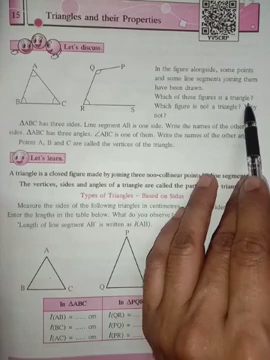 15
Triangles and their Properties
YV5CRP
Let's discuss.
A
Q
P
B
C
R
S
In the figure alongside, some points
and some line segments joining them
have been drawn.
Which of these figures is a triangle?
Which figure is not a triangle?
not?
ΔABC has three sides. Line segment AB is one side. Write the names of the other
sides. ΔABC has three angles. ∠ABC is one of them. Write the names of the other
Points A, B and C are called the vertices of the triangle.
Let's learn.
A triangle is a closed figure made by joining three non-collinear points
The vertices, sides and angles of a triangle are called the
Types of Triangles - Based on Sides
Measure the sides of the following triangles in centimetres
Enter the lengths in the table below. What do you observe
'Length of line segment AB' is written as l(AB).
A
B
C
P
Q
In ΔABC
l(AB) = ...... cm
l(QR) =
l(BC) = ...... cm
l(PQ) =
l(AC) = ...... cm
l(PR) =